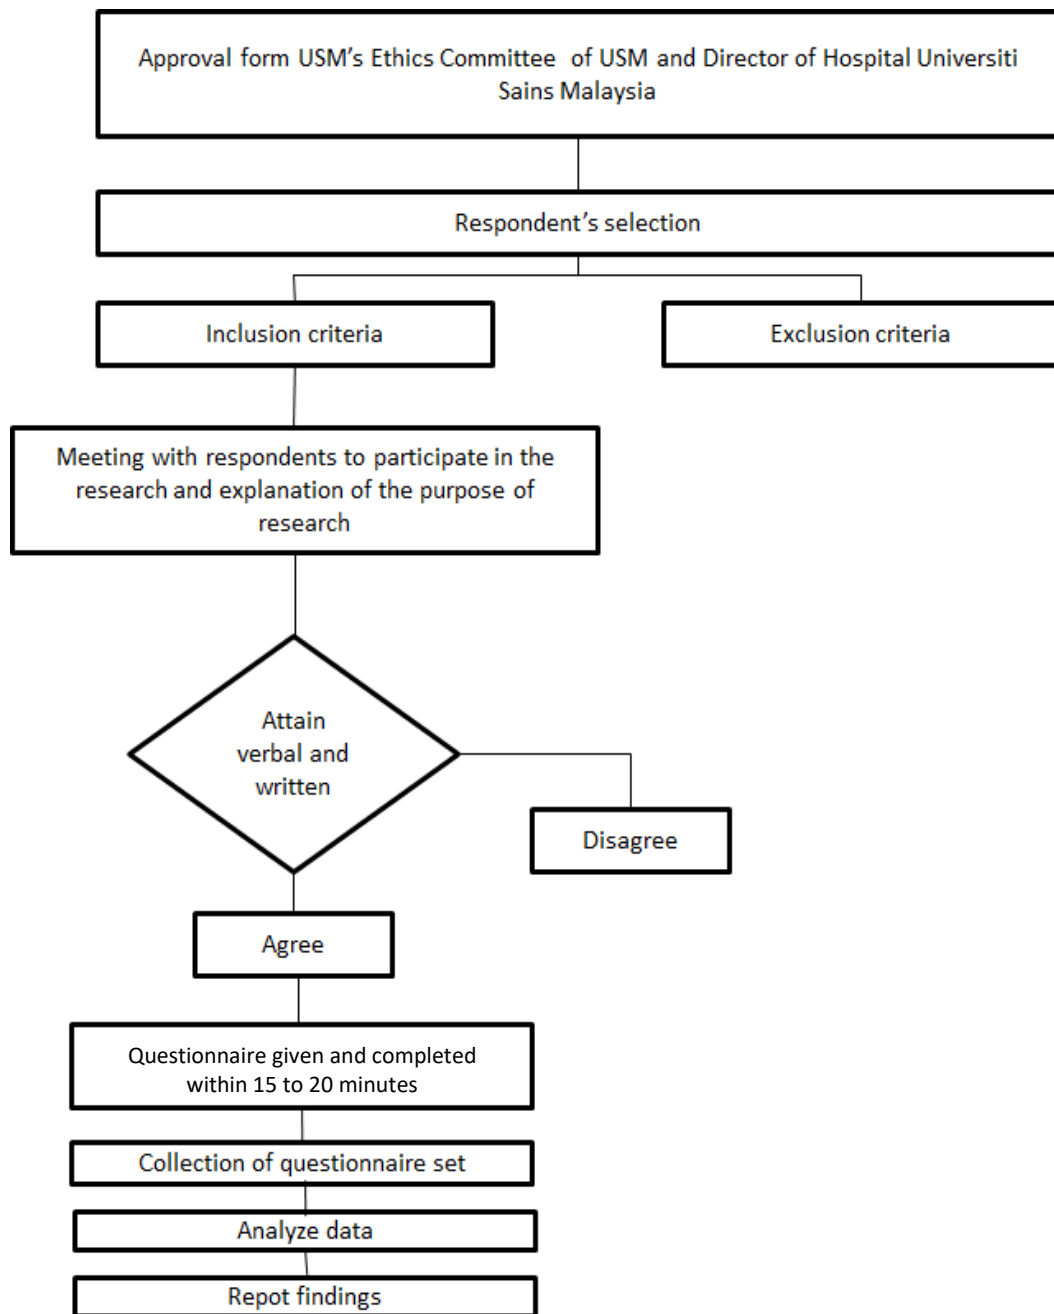 Approval form USM’s Ethics Committee of USM and Director of Hospital Universiti
Sains Malaysia
Respondent’s selection
Inclusion criteria
Exclusion criteria
Meeting with respondents to participate in the
research and explanation of the purpose of
research
Attain
verbal and
written
Disagree
Agree
Questionnaire given and completed
within 15 to 20 minutes
Collection of questionnaire set
Analyze data
Repot findings